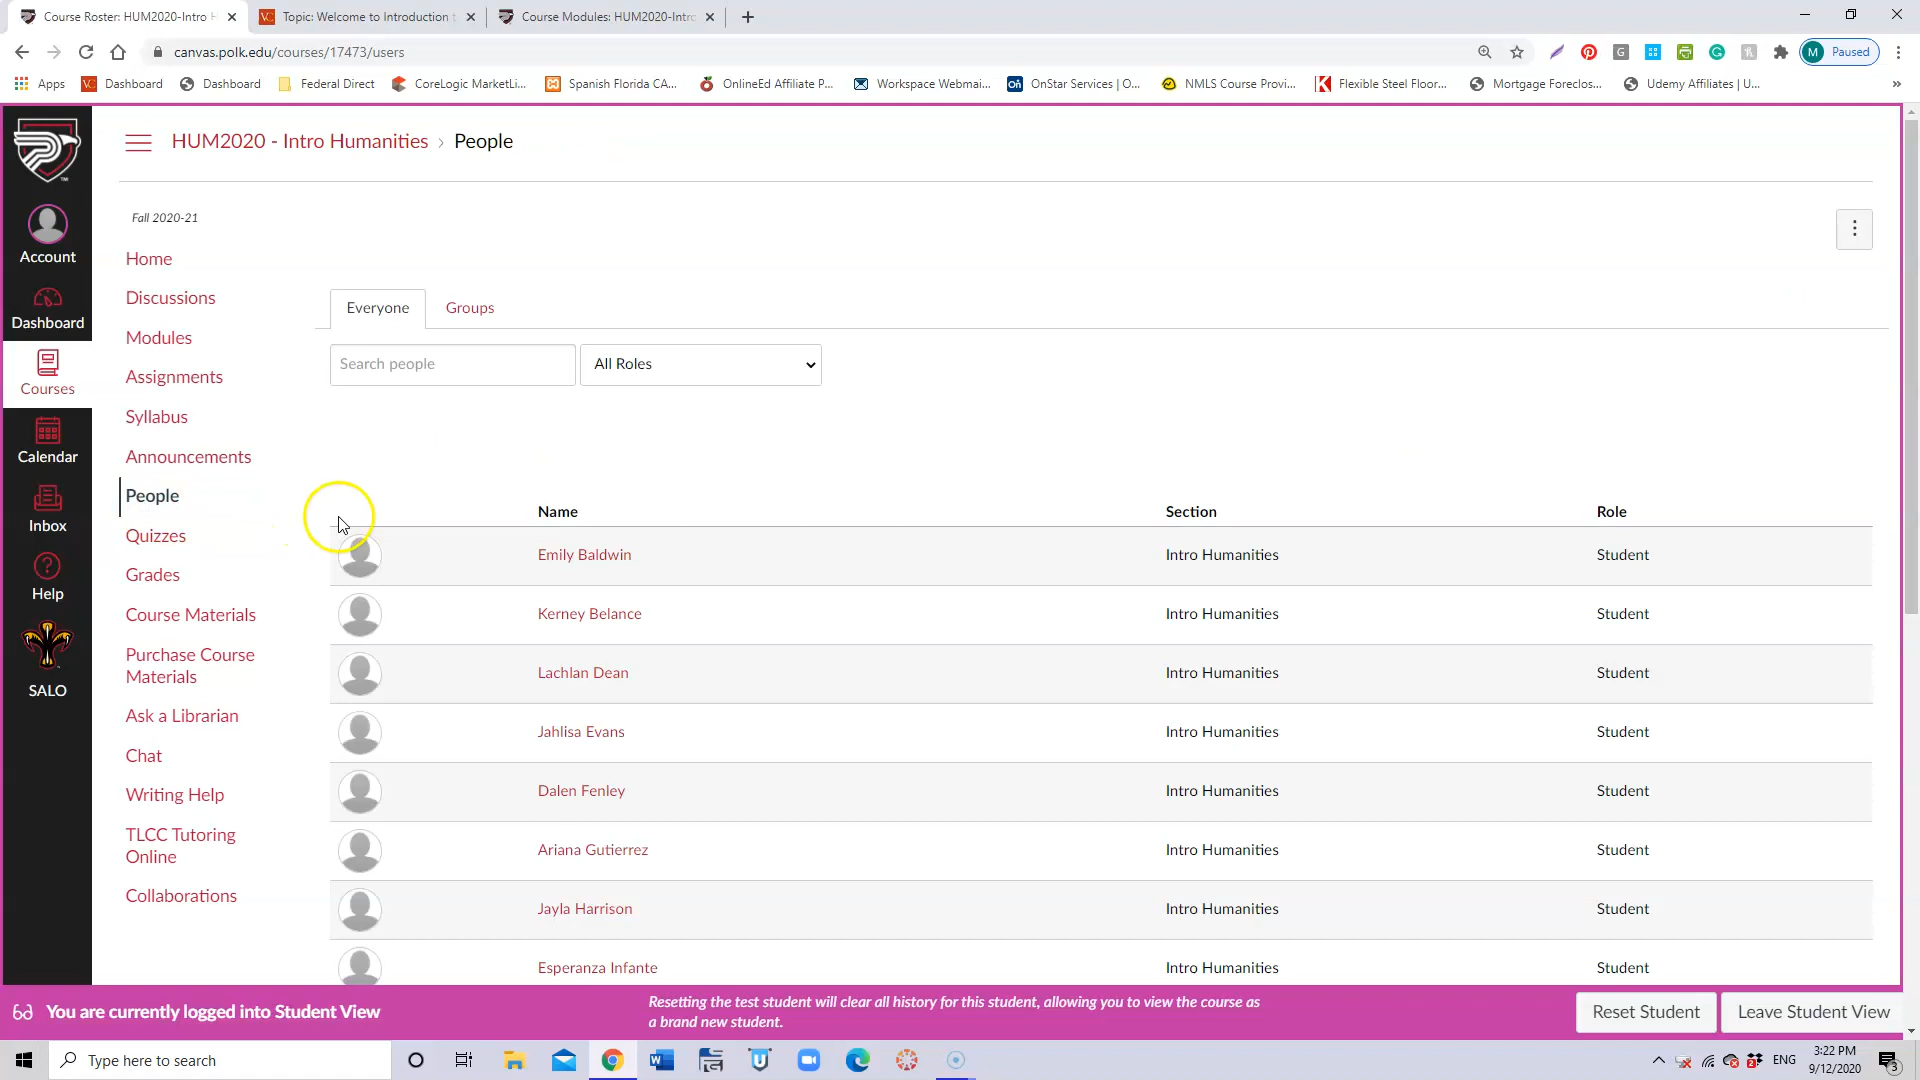 Course Roster: HUM2020-Intro H
Topic: Welcome to Introduction t
Course Modules: HUM2020-Intro
canvas.polk.edu/courses/17473/users
M Paused
Apps
VC Dashboard
Dashboard
Federal Direct
CoreLogic MarketLi...
Spanish Florida CA...
OnlineEd Affiliate P...
Workspace Webmai...
OnStar Services | O...
NMLS Course Provi...
Flexible Steel Floor...
Mortgage Foreclos...
Udemy Affiliates | U...
HUM2020 - Intro Humanities › People
Account
Dashboard
Courses
Calendar
Inbox
Help
SALO
Fall 2020-21
Home
Discussions
Modules
Assignments
Syllabus
Announcements
People
Quizzes
Grades
Course Materials
Purchase Course
Materials
Ask a Librarian
Chat
Writing Help
TLCC Tutoring
Online
Collaborations
Everyone Groups
Search people All Roles
Name Section Role
Emily Baldwin Intro Humanities Student
Kerney Belance Intro Humanities Student
Lachlan Dean Intro Humanities Student
Jahlisa Evans Intro Humanities Student
Dalen Fenley Intro Humanities Student
Ariana Gutierrez Intro Humanities Student
Jayla Harrison Intro Humanities Student
Esperanza Infante Intro Humanities Student
You are currently logged into Student View
Resetting the test student will clear all history for this student, allowing you to view the course as
a brand new student.
Reset Student
Leave Student View
Type here to search
ENG
3:22 PM
9/12/2020
3